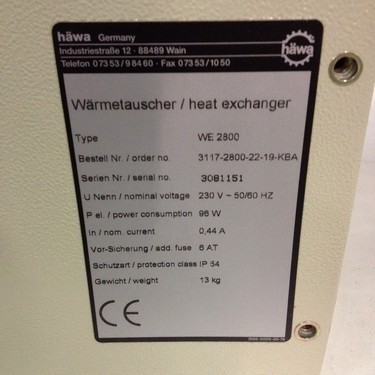 häwa Germany
Industriestraße 12 · 88489 Wain
Telefon 07353/98460 · Fax 07353/1050
häwa
Wärmetauscher / heat exchanger
Type WE 2800
Bestell Nr. / order no. 3117-2800-22-19-KBA
Serien Nr. / serial no. 3081151
U Nenn / nominal voltage 230 V ~ 50/60 HZ
P el. / power consumption 96 W
In / nom. current 0,44 A
Vor-Sicherung / add. fuse 6 AT
Schutzart / protection class IP 54
Gewicht / weight 13 kg
CE